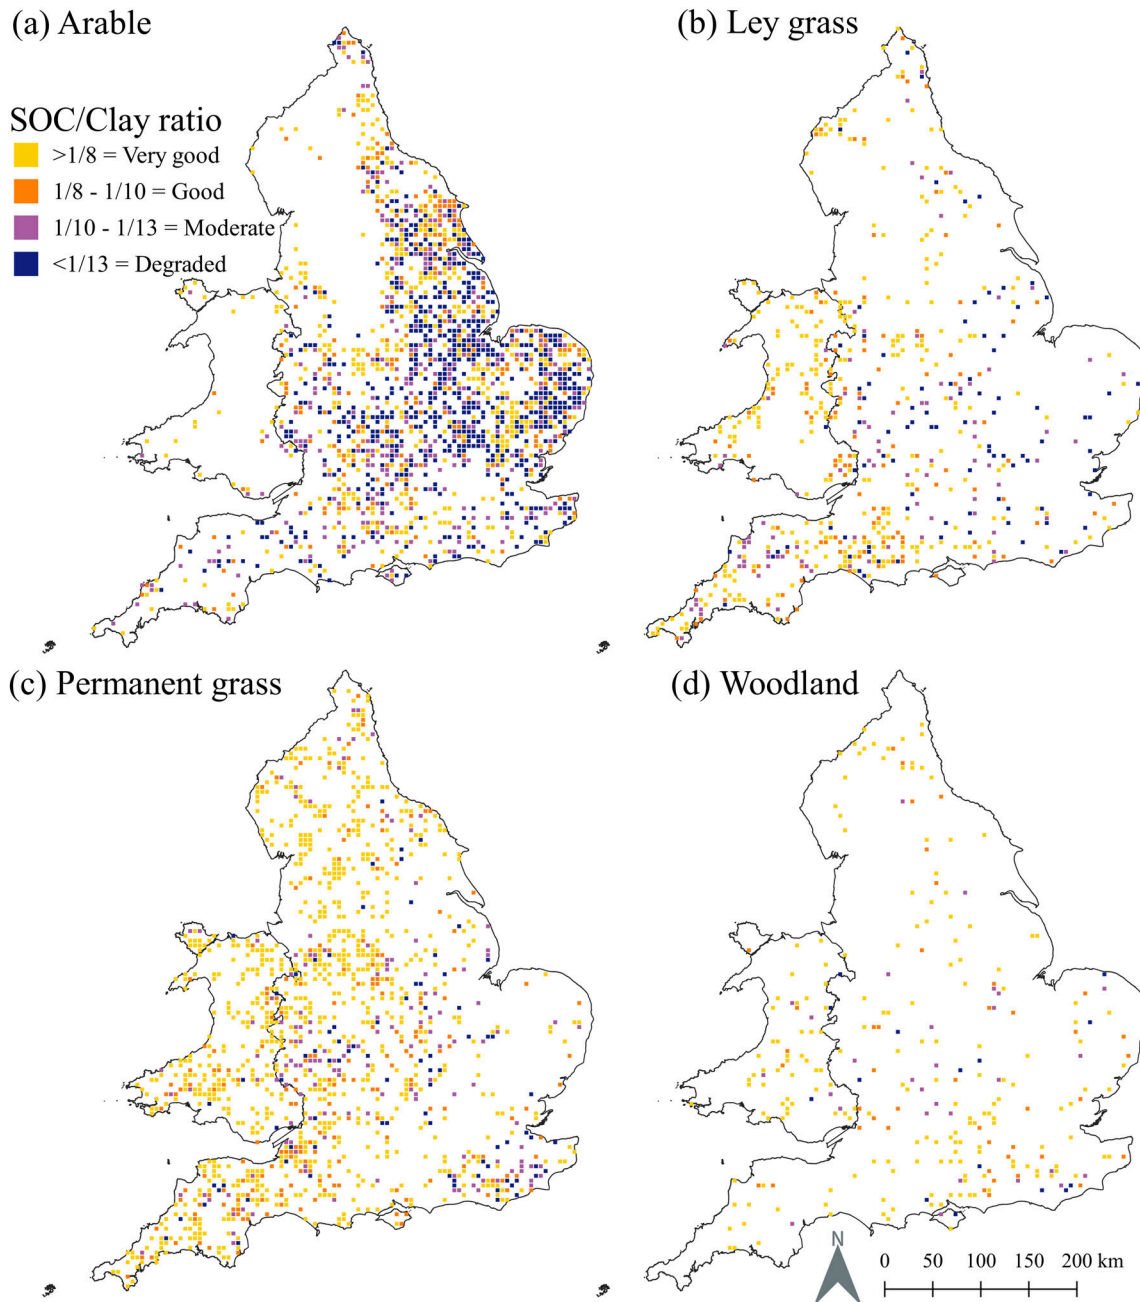 (a) Arable
(b) Ley grass
SOC/Clay ratio
>1/8 = Very good
1/8 - 1/10 = Good
1/10 - 1/13 = Moderate
<1/13 = Degraded
(c) Permanent grass
(d) Woodland
N
0 50 100 150 200 km